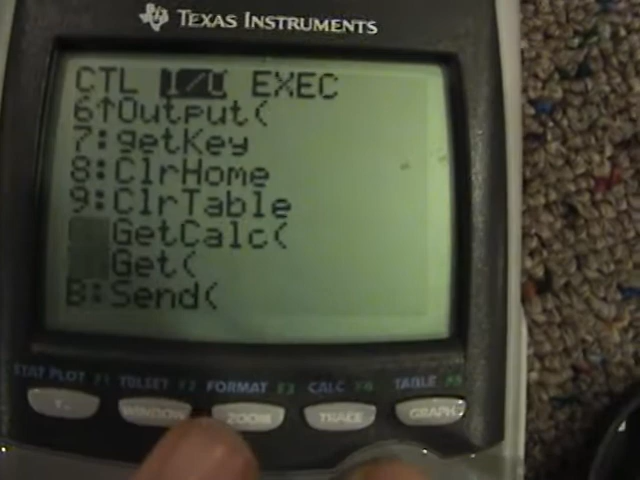 TEXAS INSTRUMENTS
CTL I/O EXEC
6↑Output(
7:getKey
8:ClrHome
9:ClrTable
GetCalc(
Get(
B:Send(
STAT PLOT F1 TBLSET F2 FORMAT F3 CALC F4 TABLE F5
Y= WINDOW ZOOM TRACE GRAPH